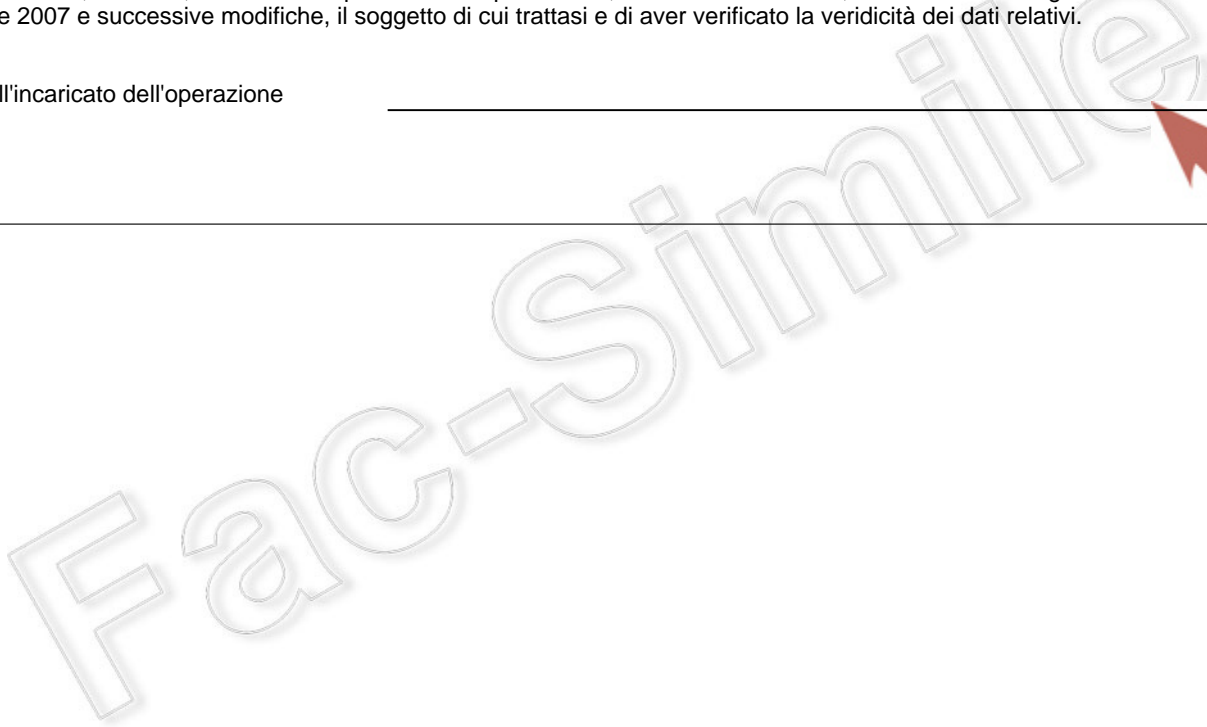 e 2007 e successive modifiche, il soggetto di cui trattasi e di aver verificato la veridicità dei dati relativi.
ll'incaricato dell'operazione
Fac-Simile